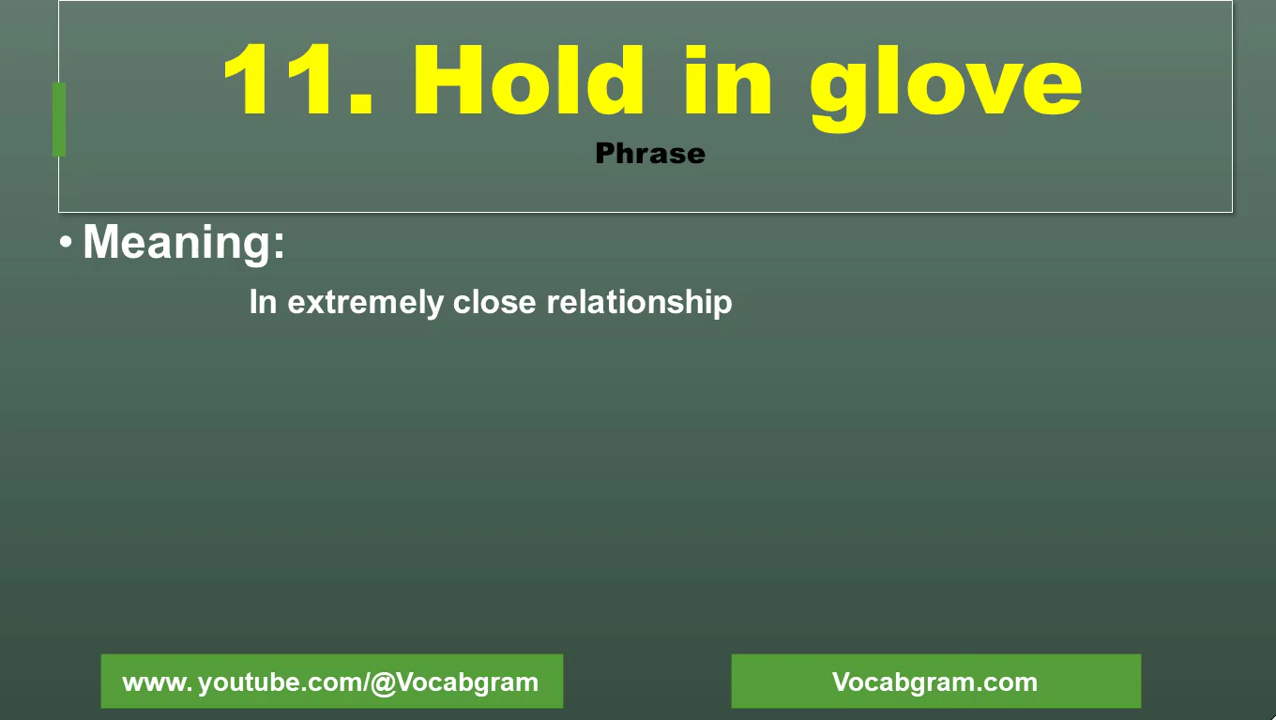 11. Hold in glove
Phrase
• Meaning:
In extremely close relationship
www. youtube.com/@Vocabgram
Vocabgram.com